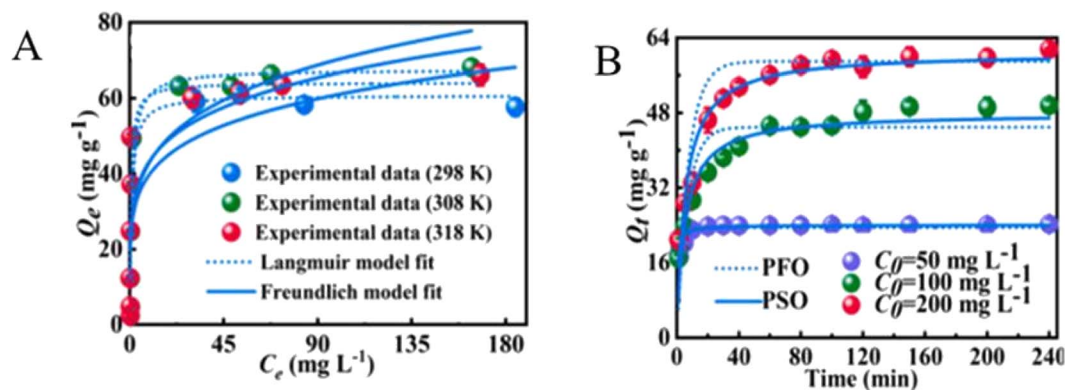 A
Qe (mg g-1)
80
60
40
20
0
Experimental data (298 K)
Experimental data (308 K)
Experimental data (318 K)
Langmuir model fit
Freundlich model fit
0 45 90 135 180
Ce (mg L-1)
B
Qt (mg g-1)
64
48
32
16
0
PFO
PSO
C0=50 mg L-1
C0=100 mg L-1
C0=200 mg L-1
0 40 80 120 160 200 240
Time (min)